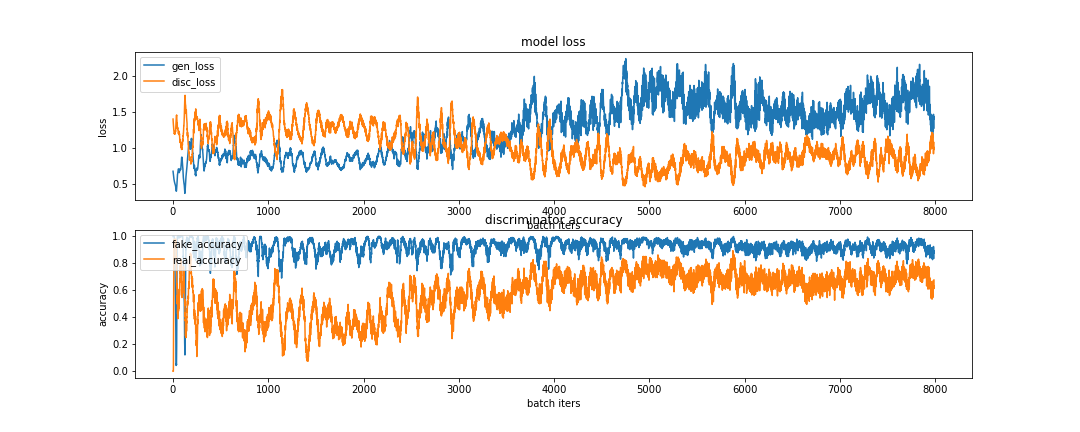 model loss
gen_loss
disc_loss
loss
2.0
1.5
1.0
0.5
0 1000 2000 3000 4000 5000 6000 7000 8000
batch iters
discriminator accuracy
fake_accuracy
real_accuracy
accuracy
1.0
0.8
0.6
0.4
0.2
0.0
0 1000 2000 3000 4000 5000 6000 7000 8000
batch iters